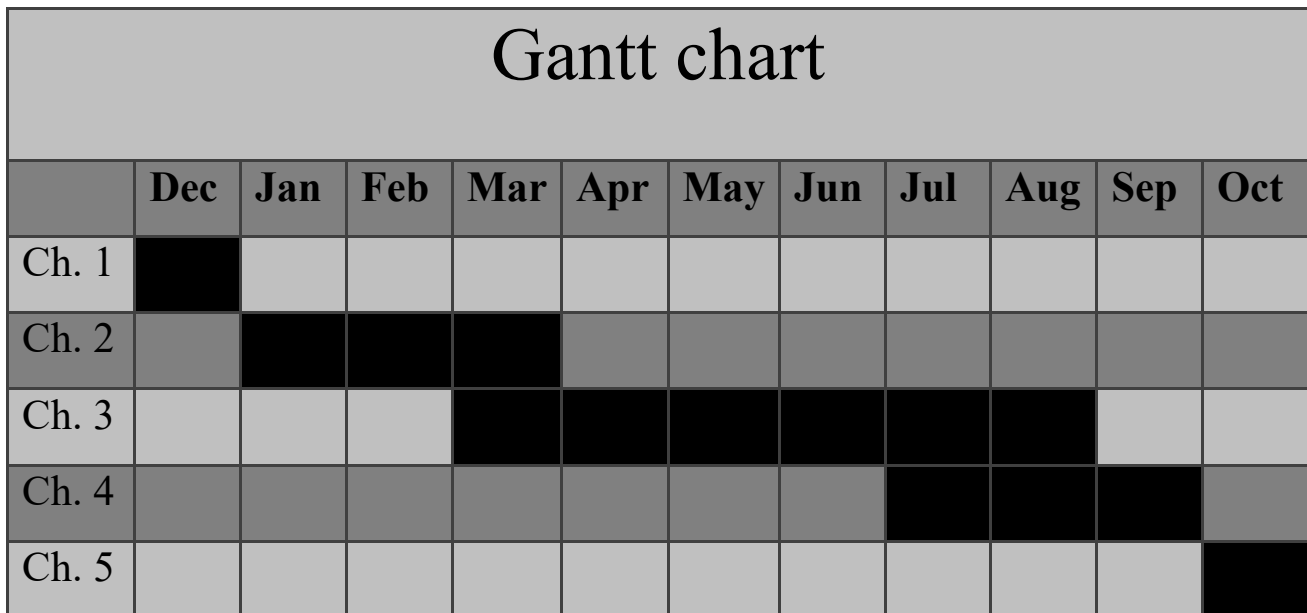 Gantt chart
Dec Jan Feb Mar Apr May Jun Jul Aug Sep Oct
Ch. 1
Ch. 2
Ch. 3
Ch. 4
Ch. 5